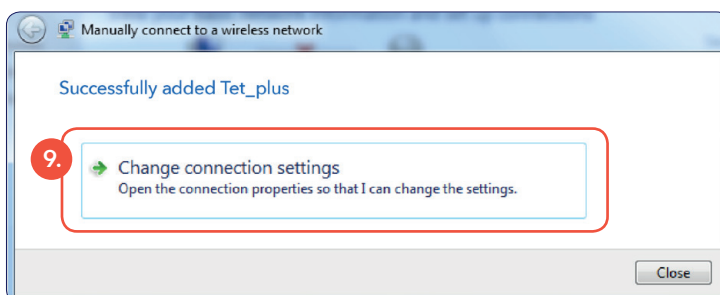 Manually connect to a wireless network
Successfully added Tet_plus
9.
Change connection settings
Open the connection properties so that I can change the settings.
Close